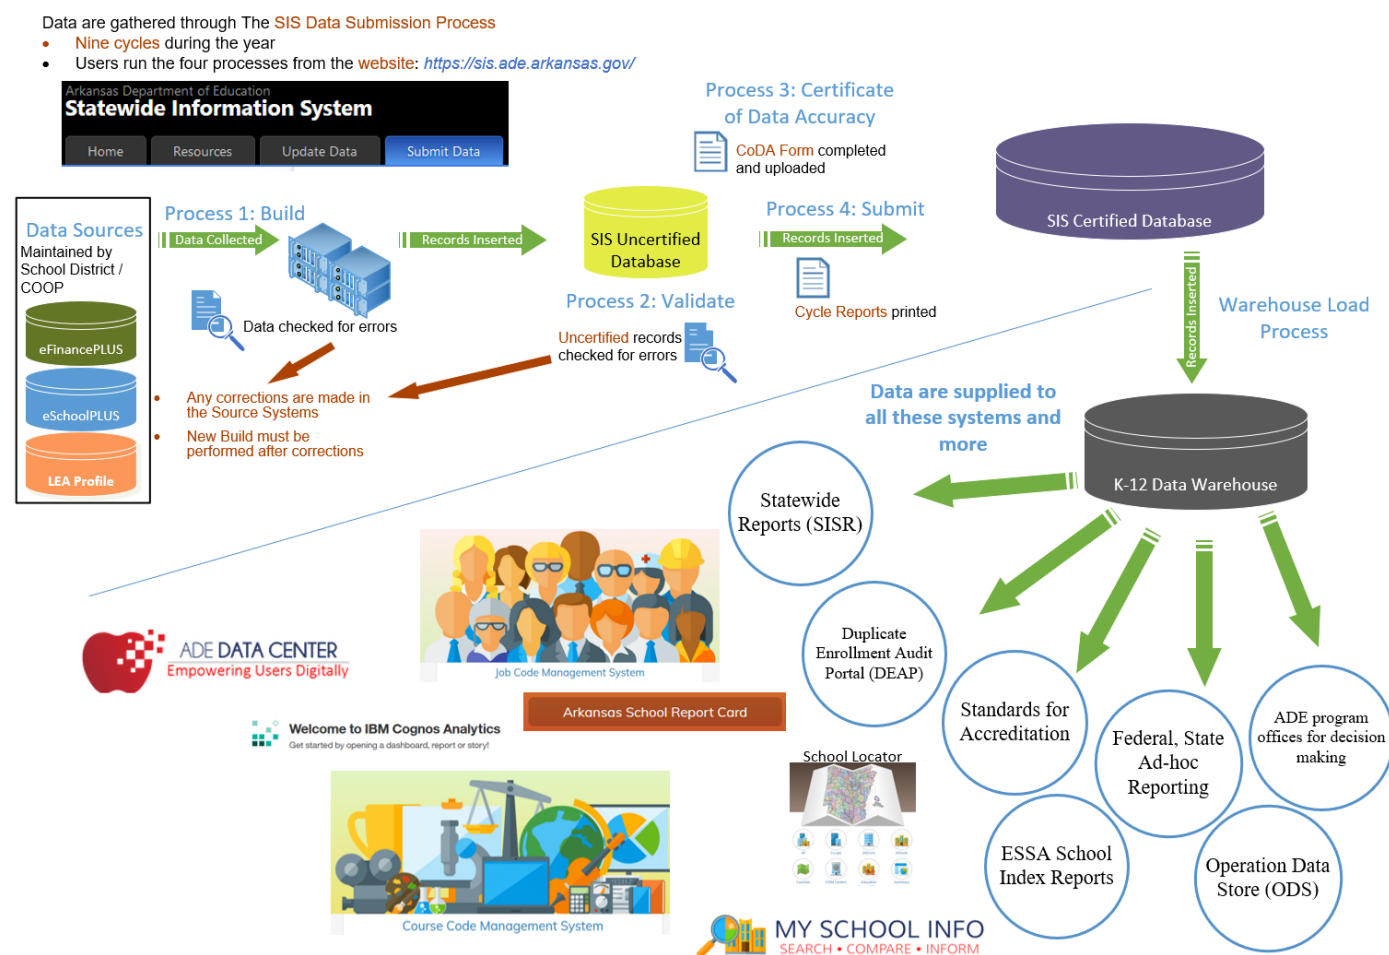 Data are gathered through The SIS Data Submission Process
• Nine cycles during the year
• Users run the four processes from the website: https://sis.ade.arkansas.gov/
Arkansas Department of Education
Statewide Information System
Home Resources Update Data Submit Data
Process 3: Certificate
of Data Accuracy
CoDA Form completed
and uploaded
SIS Certified Database
Data Sources
Maintained by
School District /
COOP
eFinancePLUS
eSchoolPLUS
LEA Profile
Process 1: Build
Data Collected
Data checked for errors
Records Inserted
SIS Uncertified
Database
Process 2: Validate
Uncertified records
checked for errors
• Any corrections are made in
the Source Systems
• New Build must be
performed after corrections
Process 4: Submit
Records Inserted
Cycle Reports printed
Records Inserted
Warehouse Load
Process
Data are supplied to
all these systems and
more
K-12 Data Warehouse
Statewide
Reports (SISR)
Duplicate
Enrollment Audit
Portal (DEAP)
Standards for
Accreditation
Federal, State
Ad-hoc
Reporting
ADE program
offices for decision
making
ESSA School
Index Reports
Operation Data
Store (ODS)
ADE DATA CENTER
Empowering Users Digitally
Job Code Management System
Arkansas School Report Card
Welcome to IBM Cognos Analytics
Get started by opening a dashboard, report or story!
School Locator
Course Code Management System
MY SCHOOL INFO
SEARCH • COMPARE • INFORM